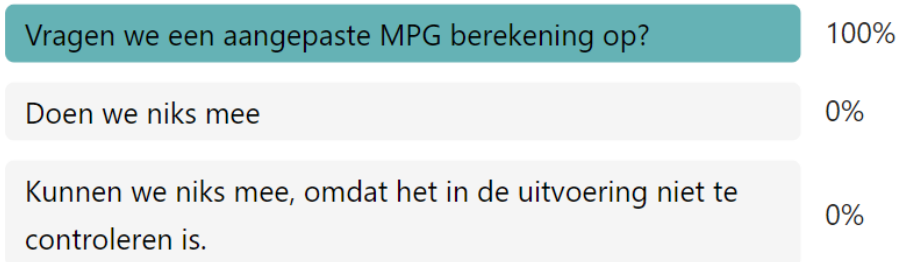 Vragen we een aangepaste MPG berekening op? 100%
Doen we niks mee 0%
Kunnen we niks mee, omdat het in de uitvoering niet te
controleren is. 0%